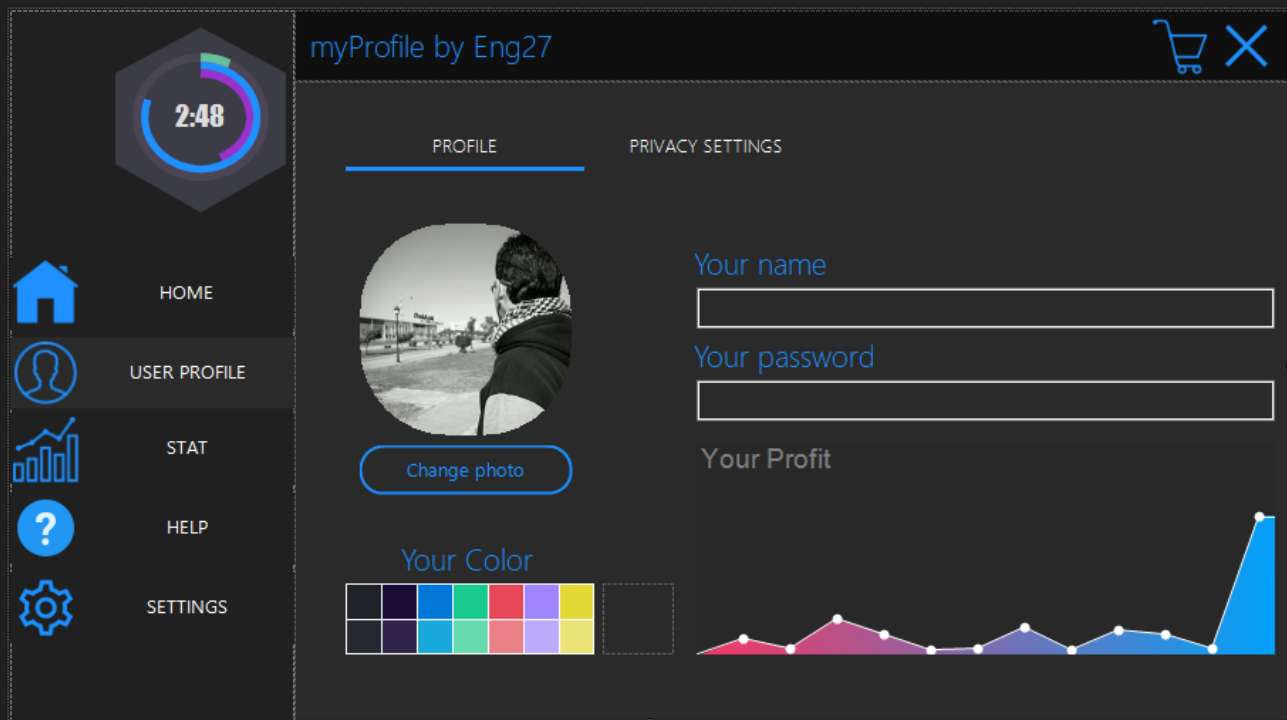 myProfile by Eng27
2:48
PROFILE
PRIVACY SETTINGS
HOME
USER PROFILE
STAT
HELP
SETTINGS
Your name
Your password
Change photo
Your Profit
Your Color